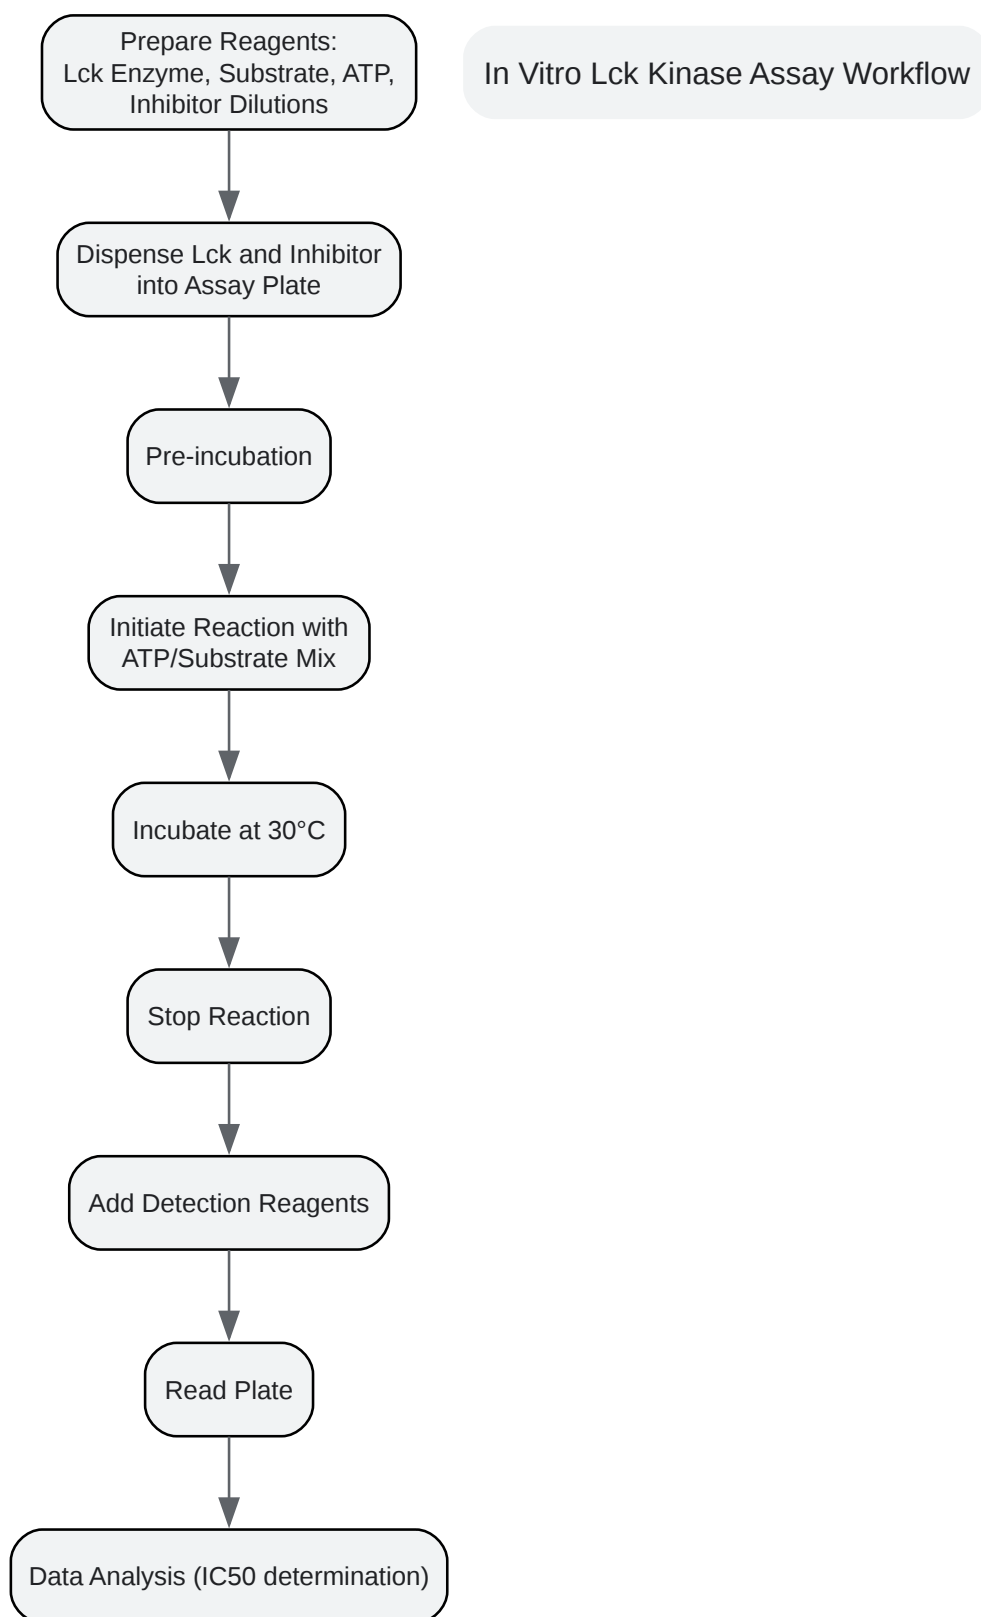 Prepare Reagents:
Lck Enzyme, Substrate, ATP,
Inhibitor Dilutions
In Vitro Lck Kinase Assay Workflow
Dispense Lck and Inhibitor
into Assay Plate
Pre-incubation
Initiate Reaction with
ATP/Substrate Mix
Incubate at 30°C
Stop Reaction
Add Detection Reagents
Read Plate
Data Analysis (IC50 determination)